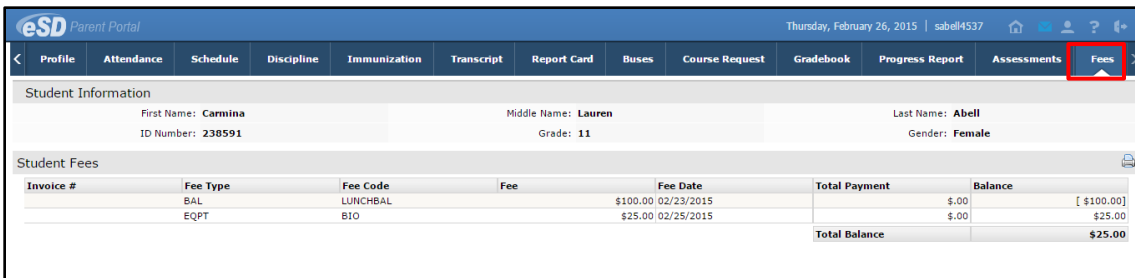 eSD Parent Portal Thursday, February 26, 2015 | sabell4537 ?
< Profile Attendance Schedule Discipline Immunization Transcript Report Card Buses Course Request Gradebook Progress Report Assessments Fees >
Student Information
First Name: Carmina Middle Name: Lauren Last Name: Abell
ID Number: 238591 Grade: 11 Gender: Female
Student Fees
Invoice # Fee Type Fee Code Fee Fee Date Total Payment Balance
BAL LUNCHBAL $100.00 02/23/2015 $.00 [ $100.00]
EQPT BIO $25.00 02/25/2015 $.00 $25.00
Total Balance $25.00